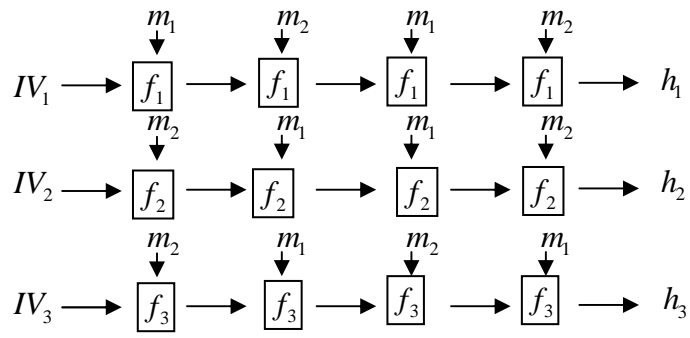 m₁ m₂ m₁ m₂
IV₁ f₁ f₁ f₁ f₁ h₁
m₂ m₁ m₁ m₂
IV₂ f₂ f₂ f₂ f₂ h₂
m₂ m₁ m₂ m₁
IV₃ f₃ f₃ f₃ f₃ h₃